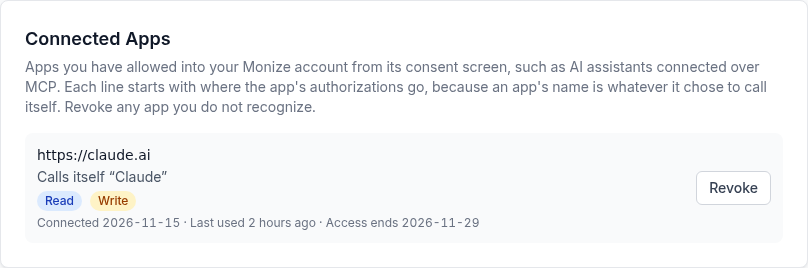 Connected Apps
Apps you have allowed into your Monize account from its consent screen, such as AI assistants connected over
MCP. Each line starts with where the app's authorizations go, because an app's name is whatever it chose to call
itself. Revoke any app you do not recognize.
https://claude.ai
Calls itself “Claude”
Read Write
Connected 2026-11-15 · Last used 2 hours ago · Access ends 2026-11-29
Revoke